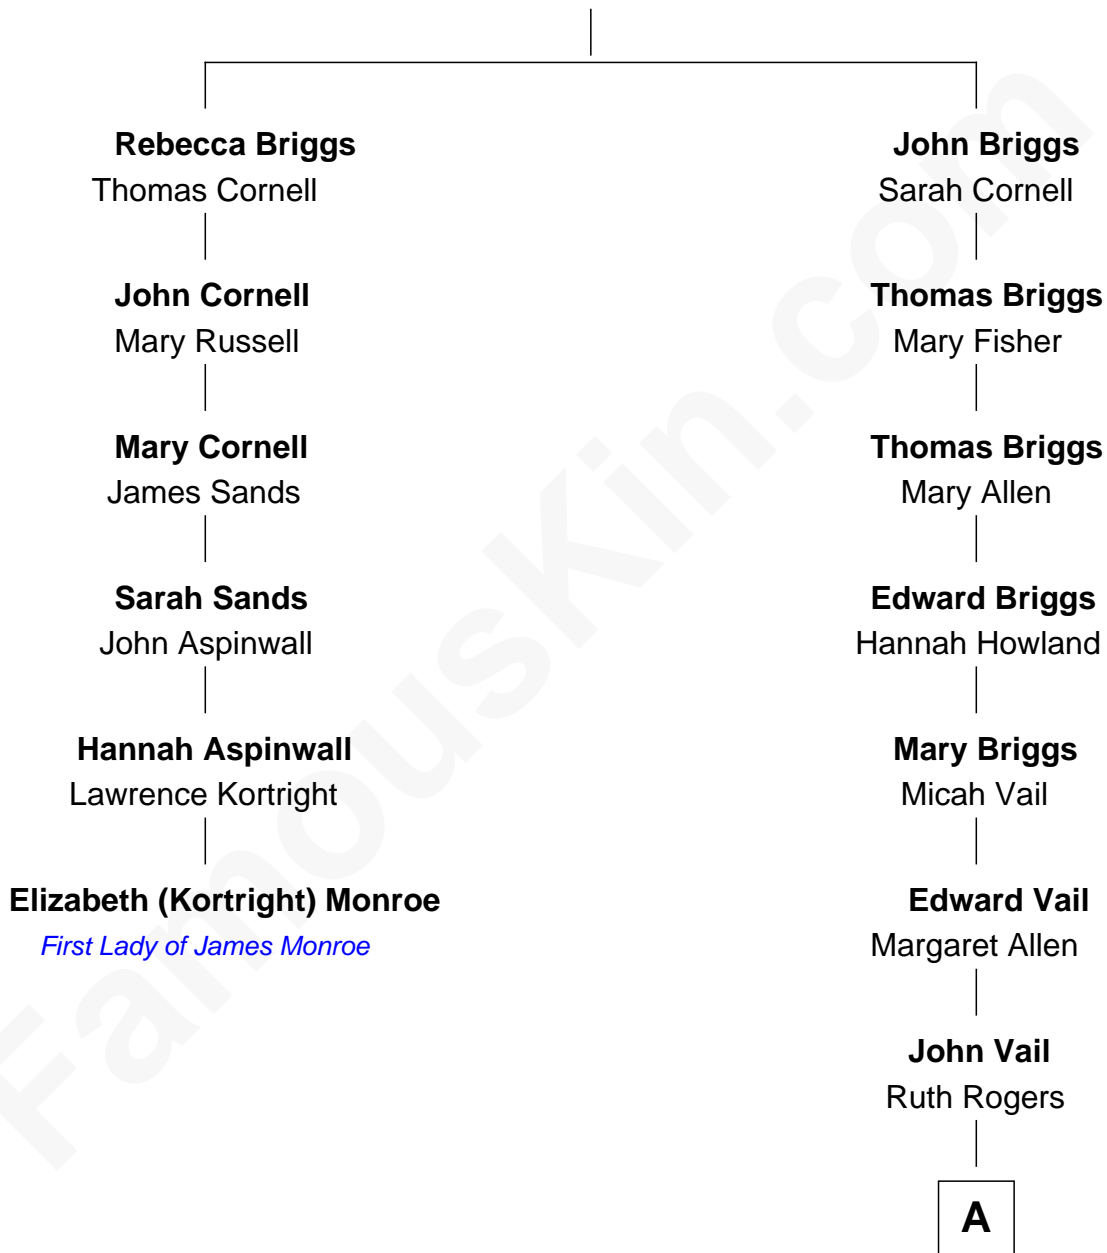 Rebecca Briggs
Thomas Cornell
John Cornell
Mary Russell
Mary Cornell
James Sands
Sarah Sands
John Aspinwall
Hannah Aspinwall
Lawrence Kortright
Elizabeth (Kortright) Monroe
First Lady of James Monroe
John Briggs
Sarah Cornell
Thomas Briggs
Mary Fisher
Thomas Briggs
Mary Allen
Edward Briggs
Hannah Howland
Mary Briggs
Micah Vail
Edward Vail
Margaret Allen
John Vail
Ruth Rogers
A
FamousKin.com